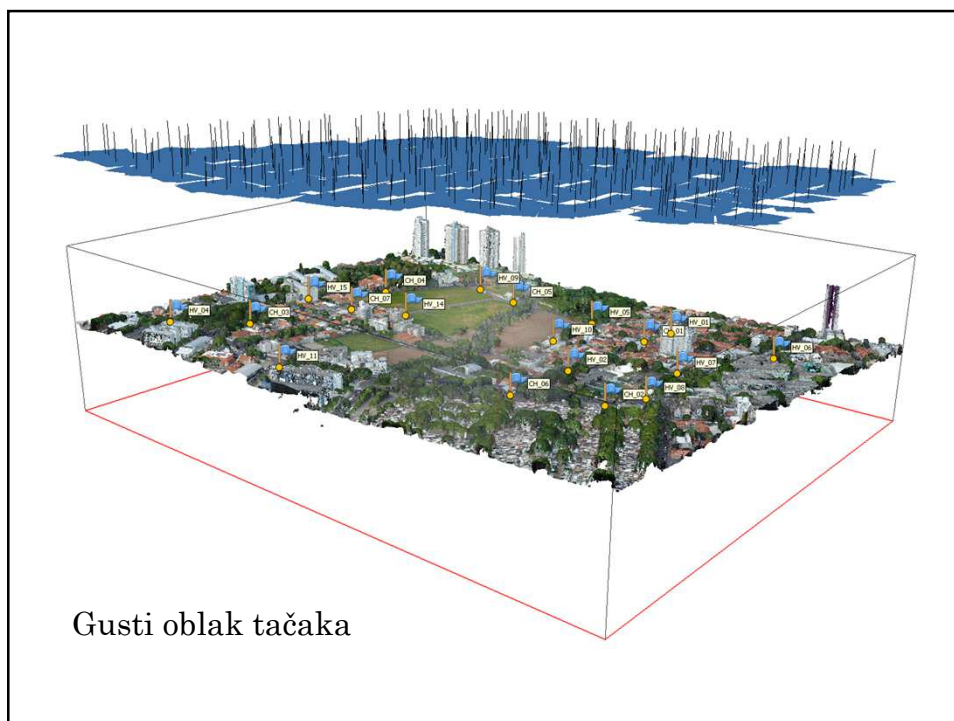 HV_09
CH_04
CH_05
HV_15
CH_07
HV_14
HV_04
CH_03
HV_05
HV_01
HV_10
CH_01
HV_11
HV_02
HV_07
HV_06
CH_06
HV_08
CH_02
Gusti oblak tačaka